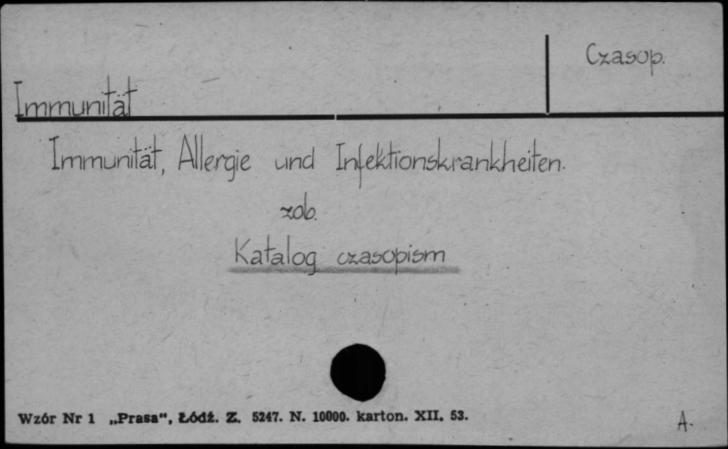 Czasop.
Immunität
Immunität, Allergie und Infektionskrankheiten.
zob.
Katalog czasopism
Wzór Nr 1 „Prasa“, Łódź. Z. 5247. N. 10000. karton. XII. 53.
A.